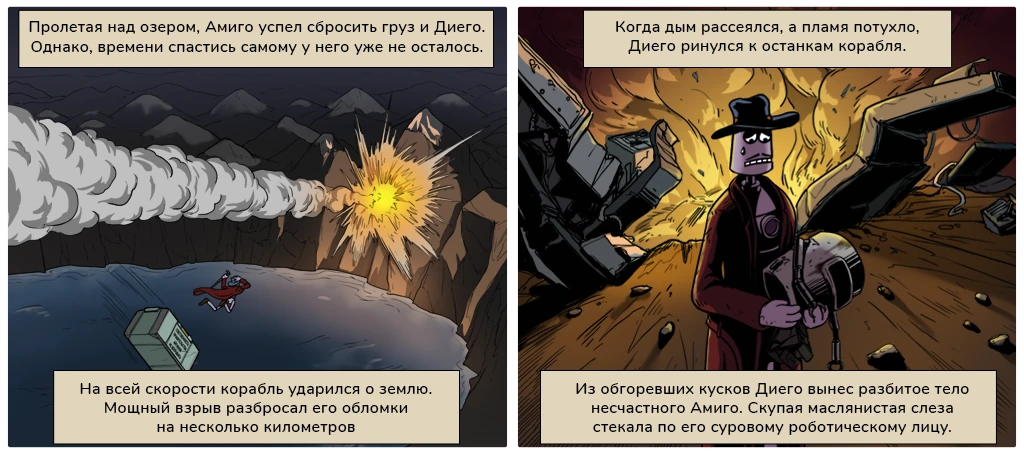 Пролетая над озером, Амиго успел сбросить груз и Диего.
Однако, времени спастись самому у него уже не осталось.
На всей скорости корабль ударился о землю.
Мощный взрыв разбросал его обломки
на несколько километров
Когда дым рассеялся, а пламя потухло,
Диего ринулся к останкам корабля.
Из обгоревших кусков Диего вынес разбитое тело
несчастного Амиго. Скупая маслянистая слеза
стекала по его суровому роботическому лицу.